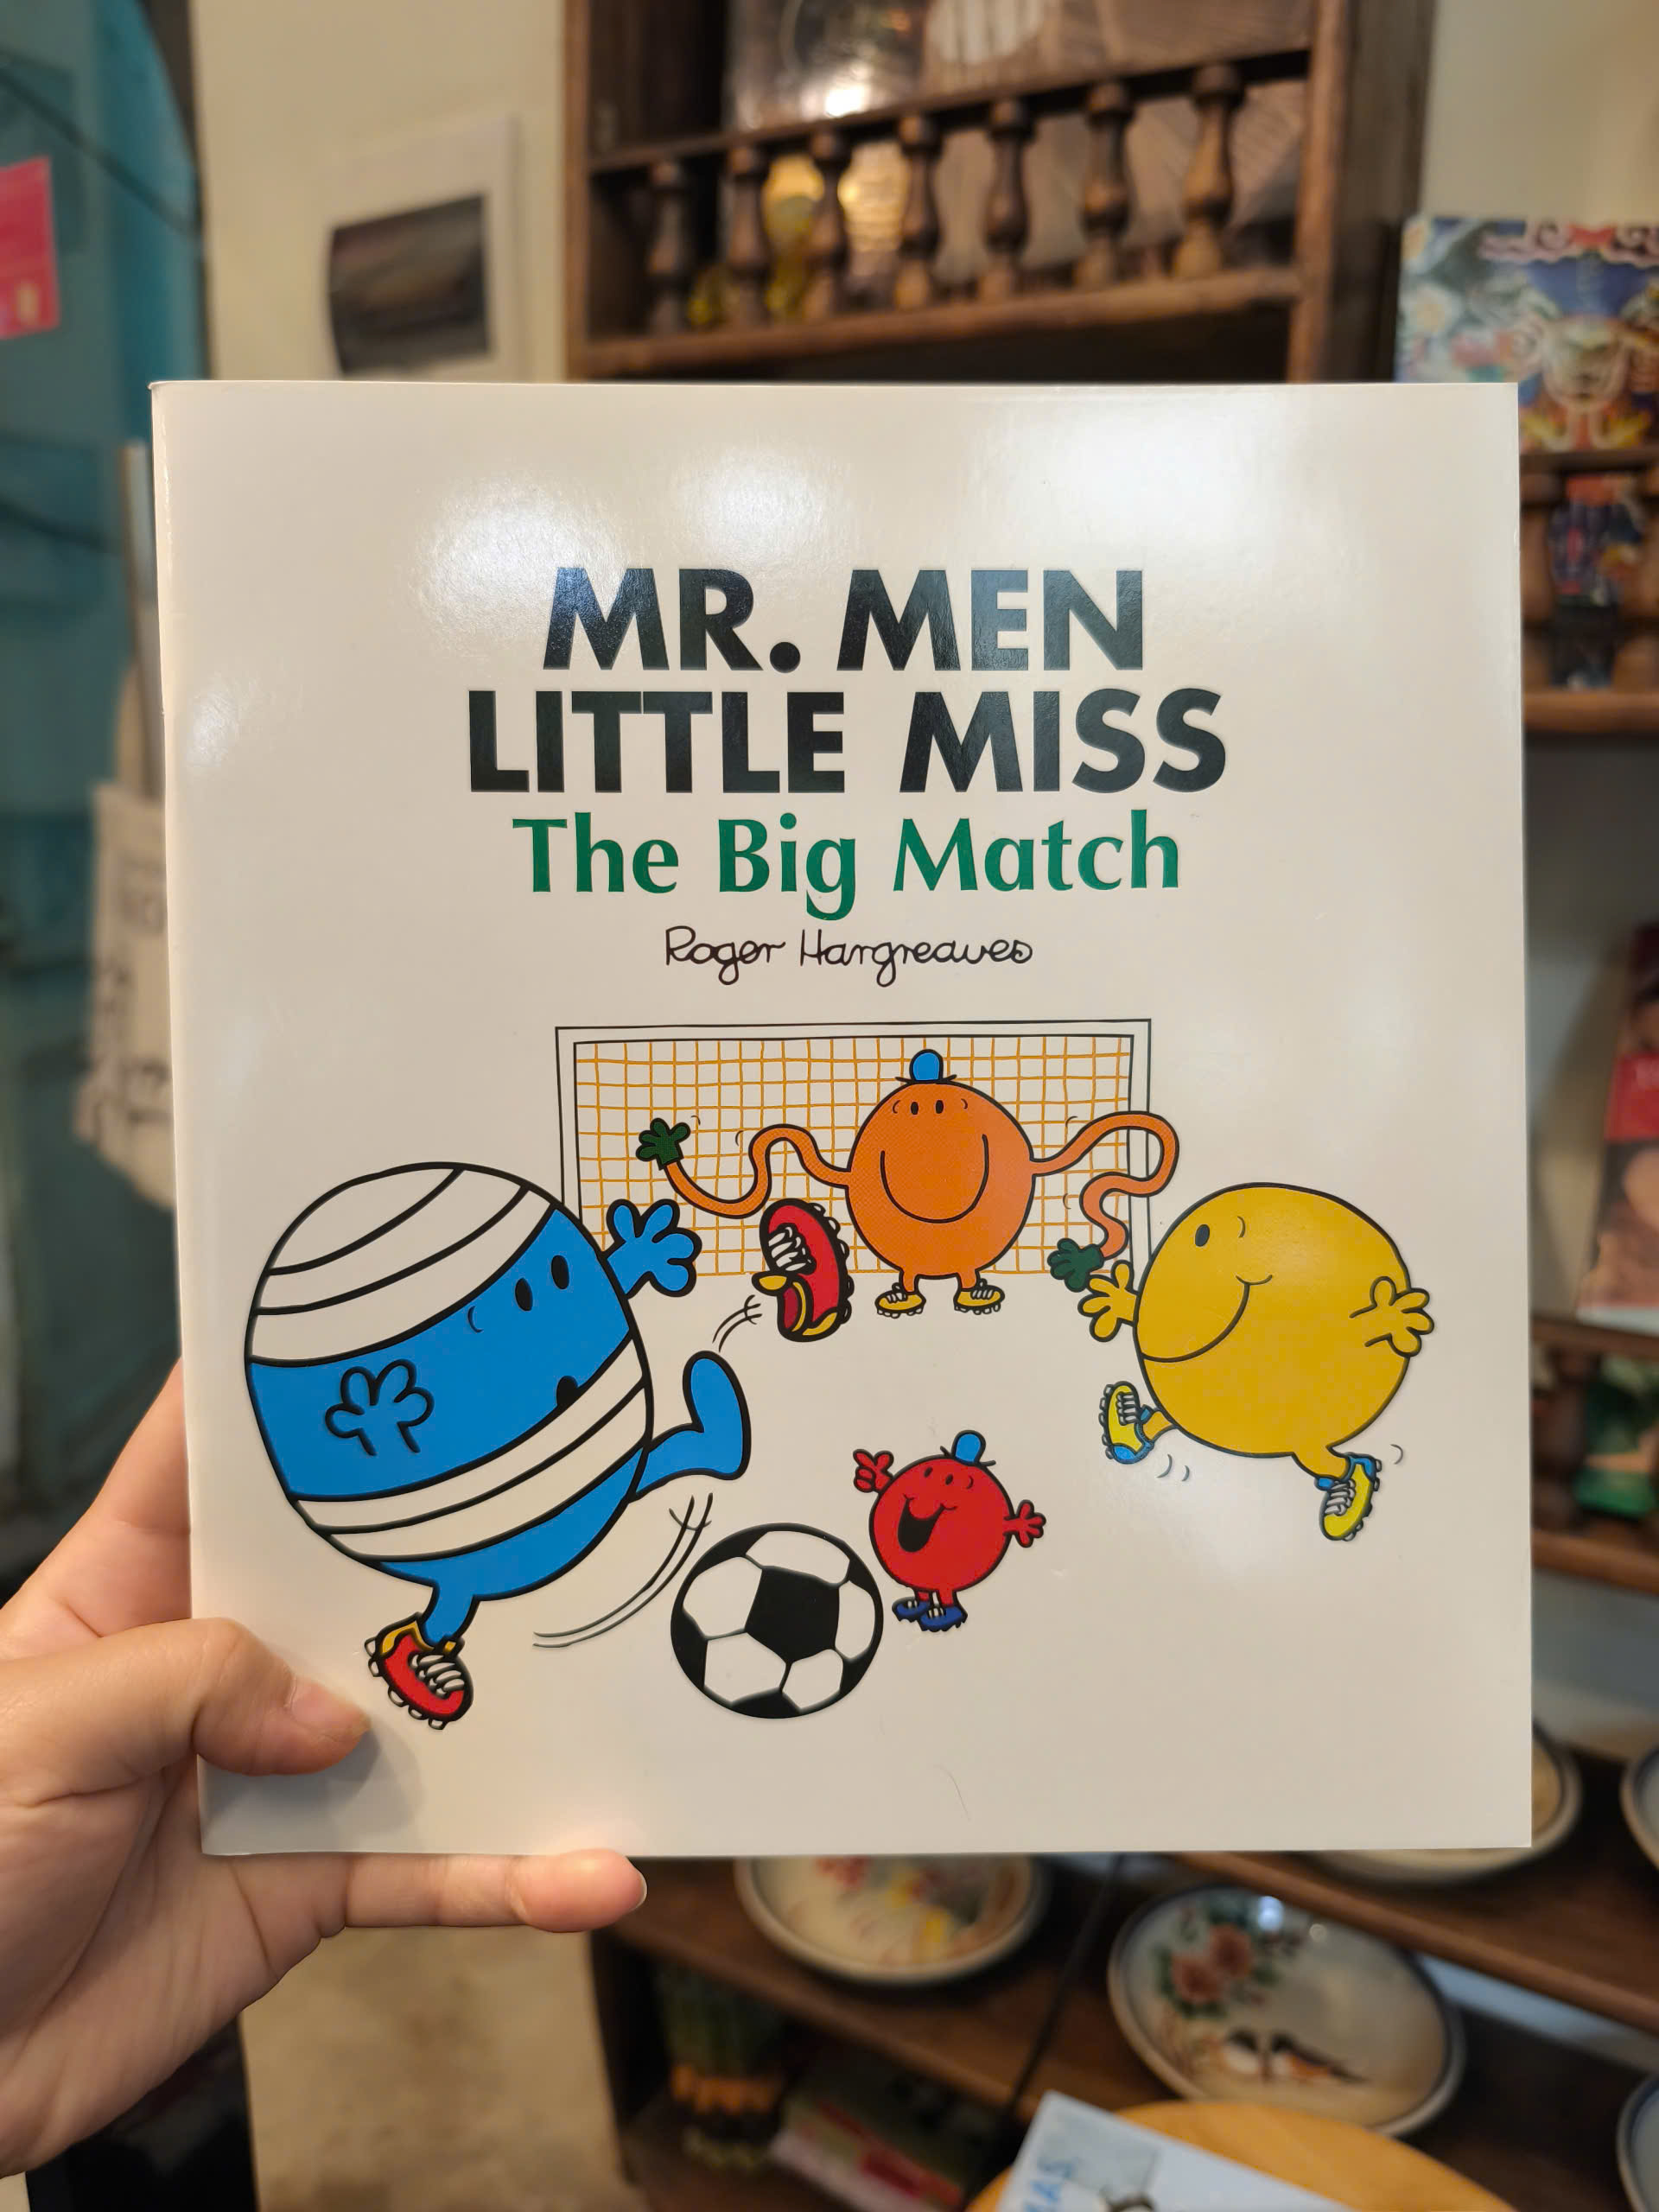 MR. MEN
LITTLE MISS
The Big Match
Roger Hargreaves